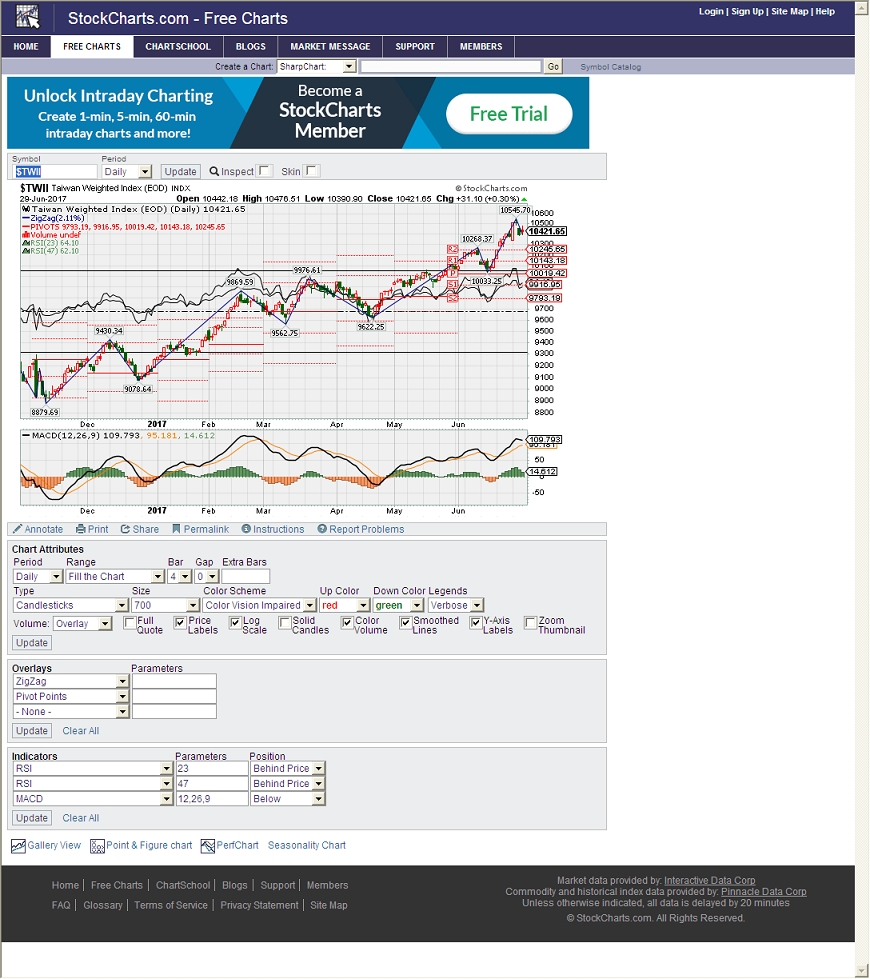 StockCharts.com - Free Charts
Login | Sign Up | Site Map | Help
HOME FREE CHARTS CHARTSCHOOL BLOGS MARKET MESSAGE SUPPORT MEMBERS
Create a Chart: SharpChart: Go Symbol Catalog
Unlock Intraday Charting
Create 1-min, 5-min, 60-min
intraday charts and more!
Become a
StockCharts
Member
Free Trial
Symbol Period
$TWII Daily Update Inspect Skin
$TWII Taiwan Weighted Index (EOD) INDX © StockCharts.com
29-Jun-2017 Open 10442.18 High 10476.51 Low 10390.90 Close 10421.65 Chg +31.10 (+0.30%)
Taiwan Weighted Index (EOD) (Daily) 10421.65
ZigZag(2.11%)
PIVOTS 9793.19, 9916.95, 10019.42, 10143.18, 10245.65
Volume undef
RSI(23) 64.10
RSI(47) 62.10
10545.70
10268.37
10033.25
9976.61
9869.59
9622.25
9562.75
9430.34
9078.64
8879.69
R2
R1
P
S1
S2
10600
10500
10421.65
10300
10245.65
10143.18
10019.42
9916.95
9793.19
9700
9600
9500
9400
9300
9200
9100
9000
8900
8800
Dec 2017 Feb Mar Apr May Jun
MACD(12,26,9) 109.793, 95.181, 14.612
109.793
95.181
50
14.612
-50
Dec 2017 Feb Mar Apr May Jun
Annotate Print Share Permalink Instructions Report Problems
Chart Attributes
Period Range Bar Gap Extra Bars
Daily Fill the Chart 4 0
Type Size Color Scheme Up Color Down Color Legends
Candlesticks 700 Color Vision Impaired red green Verbose
Volume: Overlay Full Quote Price Labels Log Scale Solid Candles Color Volume Smoothed Lines Y-Axis Labels Zoom Thumbnail
Update
Overlays Parameters
ZigZag
Pivot Points
- None -
Update Clear All
Indicators Parameters Position
RSI 23 Behind Price
RSI 47 Behind Price
MACD 12,26,9 Below
Update Clear All
Gallery View Point & Figure chart PerfChart Seasonality Chart
Home | Free Charts | ChartSchool | Blogs | Support | Members
FAQ | Glossary | Terms of Service | Privacy Statement | Site Map
Market data provided by: Interactive Data Corp
Commodity and historical index data provided by: Pinnacle Data Corp
Unless otherwise indicated, all data is delayed by 20 minutes
© StockCharts.com. All Rights Reserved.